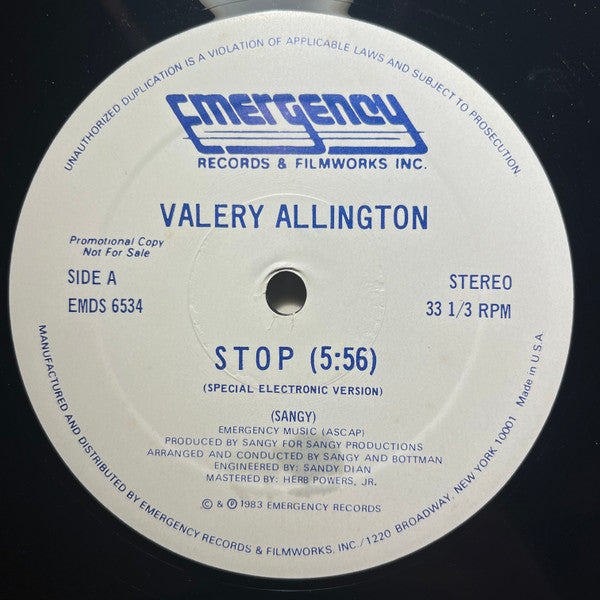 UNAUTHORIZED DUPLICATION IS A VIOLATION OF APPLICABLE LAWS AND SUBJECT TO PROSECUTION.
Emergency
RECORDS & FILMWORKS INC.
VALERY ALLINGTON
Promotional Copy
Not For Sale
SIDE A
EMDS 6534
STEREO
33 1/3 RPM
STOP (5:56)
(SPECIAL ELECTRONIC VERSION)
(SANGY)
EMERGENCY MUSIC (ASCAP)
PRODUCED BY SANGY FOR SANGY PRODUCTIONS
ARRANGED AND CONDUCTED BY SANGY AND BOTTMAN
ENGINEERED BY: SANDY DIAN
MASTERED BY: HERB POWERS, JR.
© & ℗ 1983 EMERGENCY RECORDS
MANUFACTURED AND DISTRIBUTED BY EMERGENCY RECORDS & FILMWORKS, INC./1220 BROADWAY, NEW YORK 10001 Made in U.S.A.